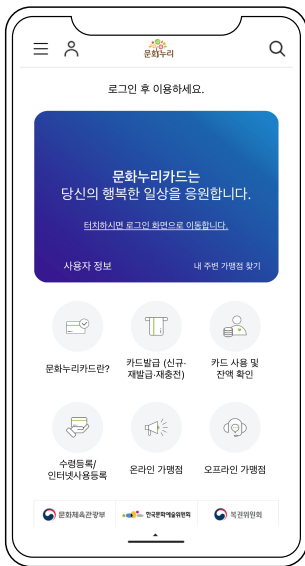 문화누리
로그인 후 이용하세요.
문화누리카드는
당신의 행복한 일상을 응원합니다.
터치하시면 로그인 화면으로 이동합니다.
사용자 정보
내 주변 가맹점 찾기
문화누리카드란?
카드발급 (신규·
재발급·재충전)
카드 사용 및
잔액 확인
수령등록/
인터넷사용등록
온라인 가맹점
오프라인 가맹점
문화체육관광부
한국문화예술위원회
복권위원회